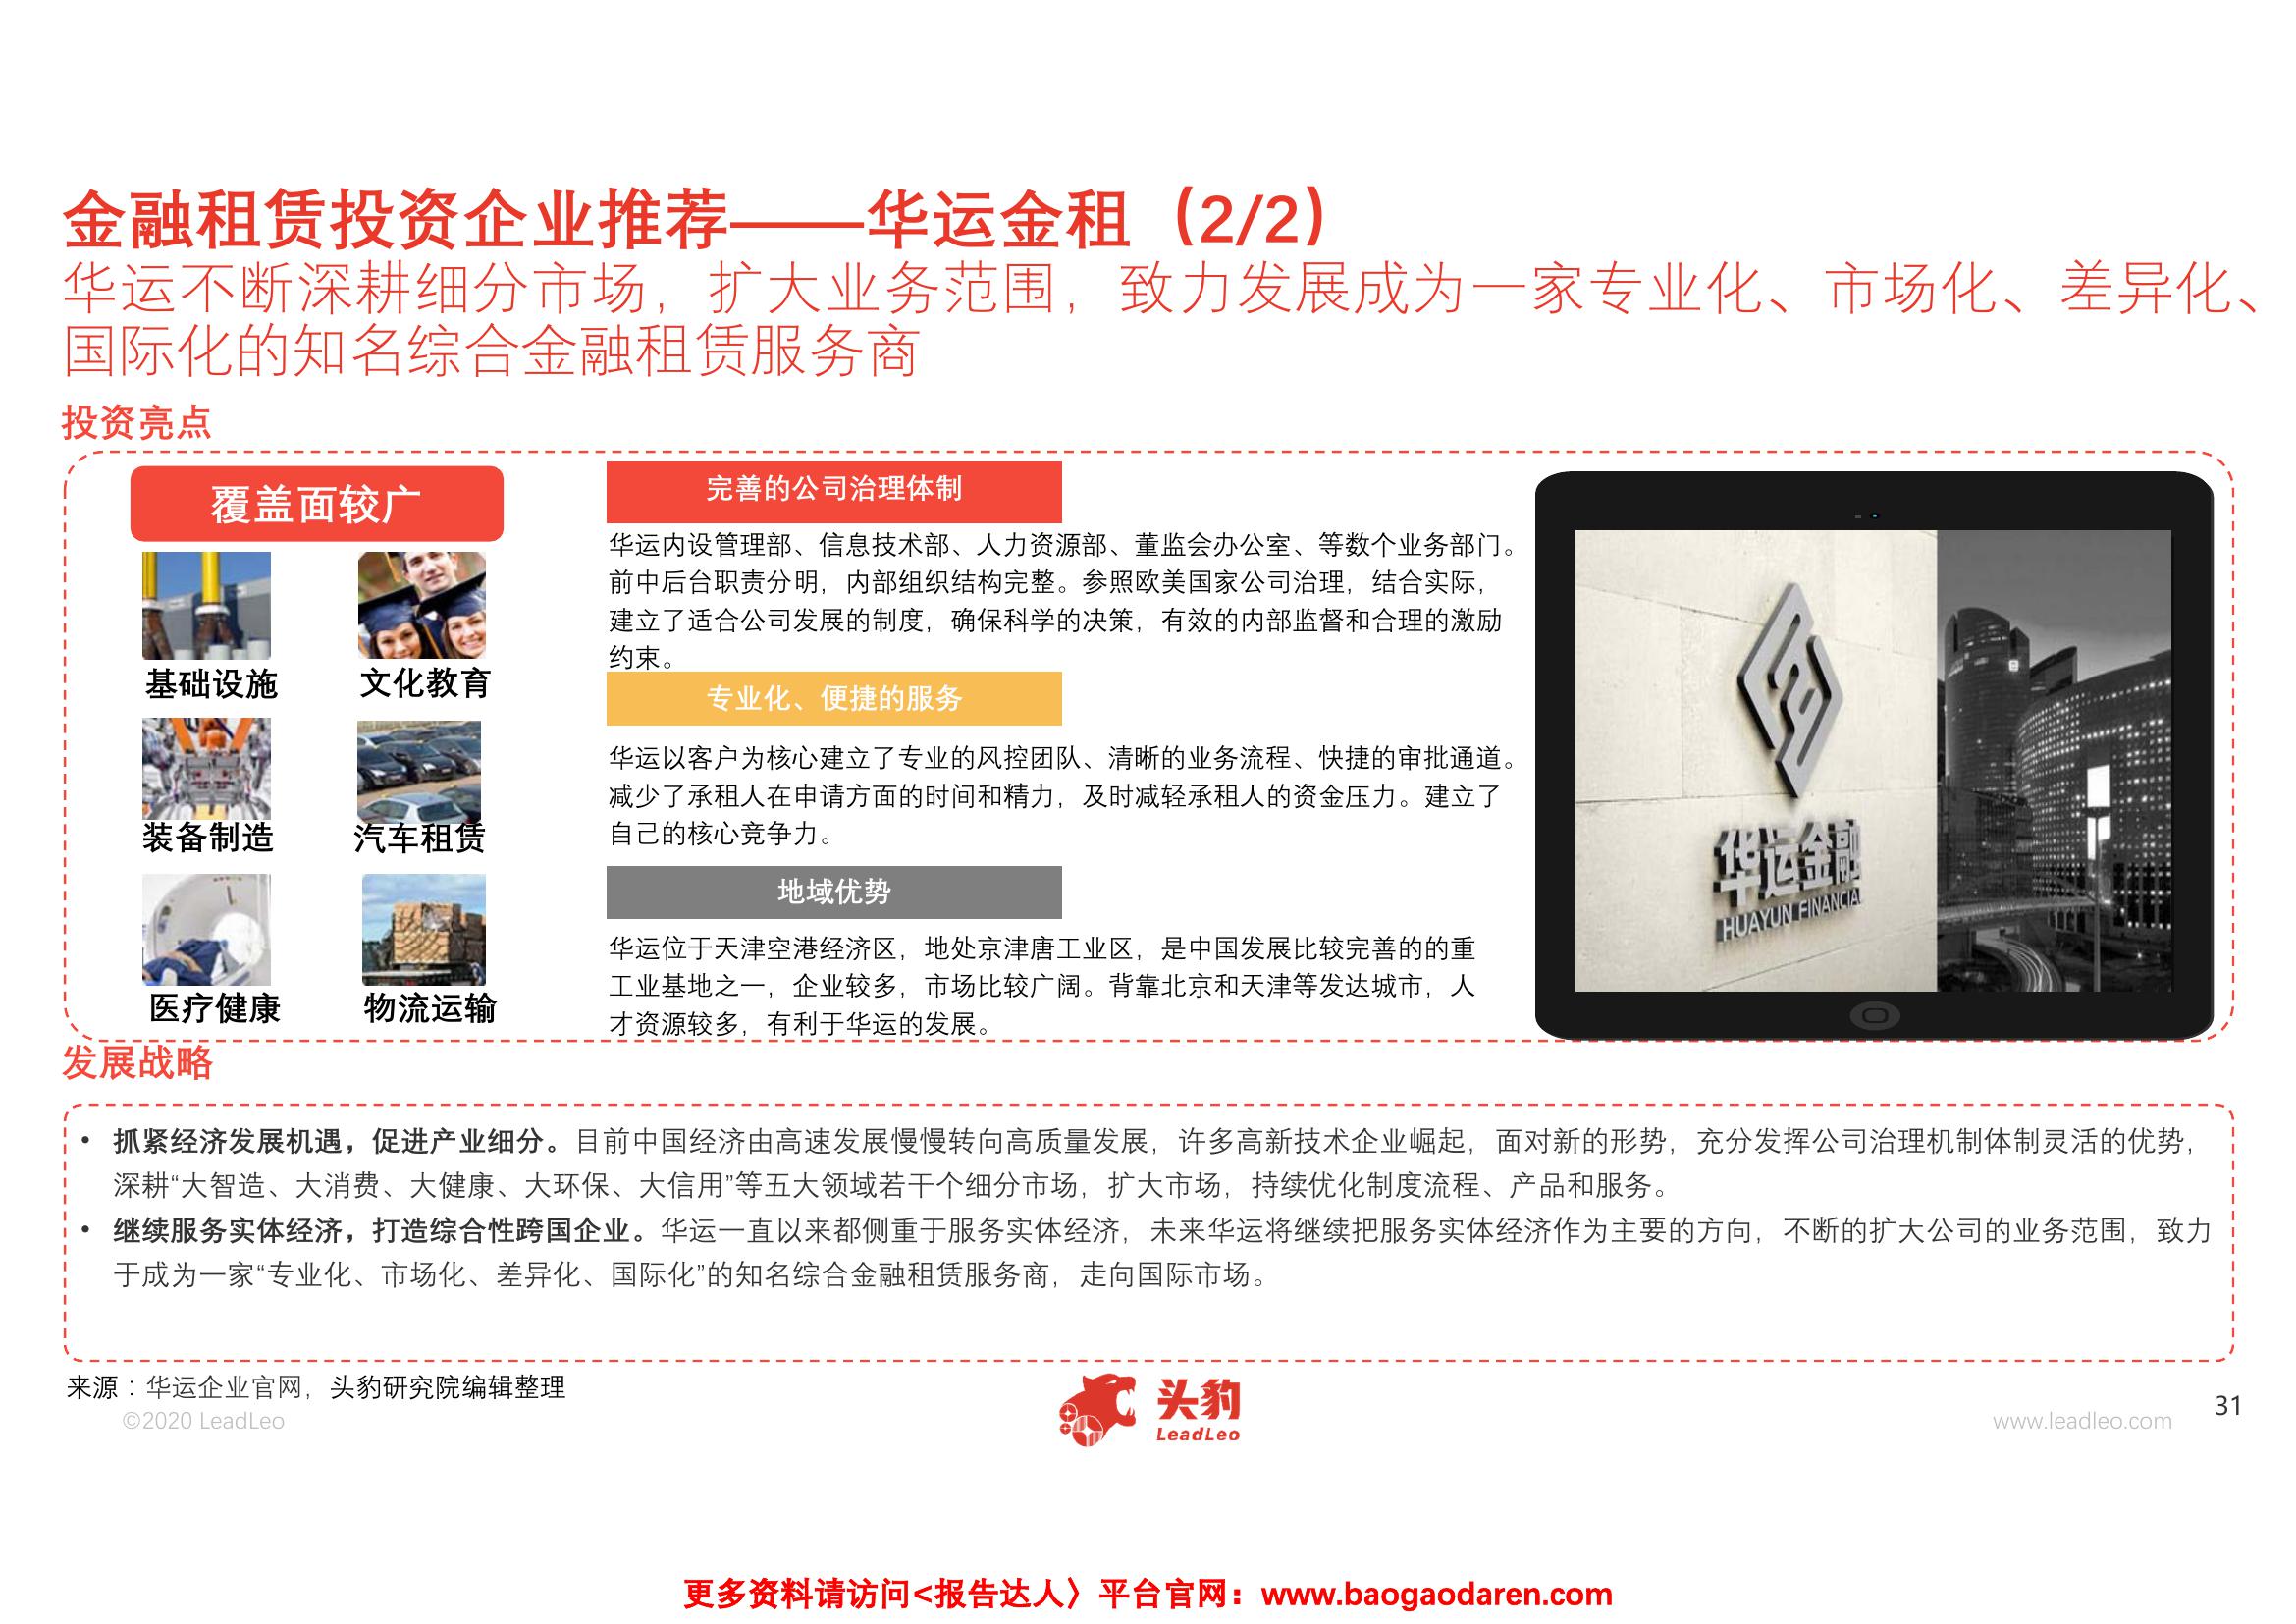 金融租赁投资企业推荐——华运金租（2/2）
华运不断深耕细分市场，扩大业务范围，致力发展成为一家专业化、市场化、差异化、
国际化的知名综合金融租赁服务商
投资亮点
覆盖面较广
基础设施
文化教育
装备制造
汽车租赁
医疗健康
物流运输
完善的公司治理体制
华运内设管理部、信息技术部、人力资源部、董监会办公室、等数个业务部门。
前中后台职责分明，内部组织结构完整。参照欧美国家公司治理，结合实际，
建立了适合公司发展的制度，确保科学的决策，有效的内部监督和合理的激励
约束。
专业化、便捷的服务
华运以客户为核心建立了专业的风控团队、清晰的业务流程、快捷的审批通道。
减少了承租人在申请方面的时间和精力，及时减轻承租人的资金压力。建立了
自己的核心竞争力。
地域优势
华运位于天津空港经济区，地处京津唐工业区，是中国发展比较完善的的重
工业基地之一，企业较多，市场比较广阔。背靠北京和天津等发达城市，人
才资源较多，有利于华运的发展。
华运金融
HUAYUN FINANCIAL
发展战略
• 抓紧经济发展机遇，促进产业细分。目前中国经济由高速发展慢慢转向高质量发展，许多高新技术企业崛起，面对新的形势，充分发挥公司治理机制体制灵活的优势，
深耕“大智造、大消费、大健康、大环保、大信用”等五大领域若干个细分市场，扩大市场，持续优化制度流程、产品和服务。
• 继续服务实体经济，打造综合性跨国企业。华运一直以来都侧重于服务实体经济，未来华运将继续把服务实体经济作为主要的方向，不断的扩大公司的业务范围，致力
于成为一家“专业化、市场化、差异化、国际化”的知名综合金融租赁服务商，走向国际市场。
来源：华运企业官网，头豹研究院编辑整理
©2020 LeadLeo
头豹
LeadLeo
www.leadleo.com
31
更多资料请访问<报告达人〉平台官网：www.baogaodaren.com